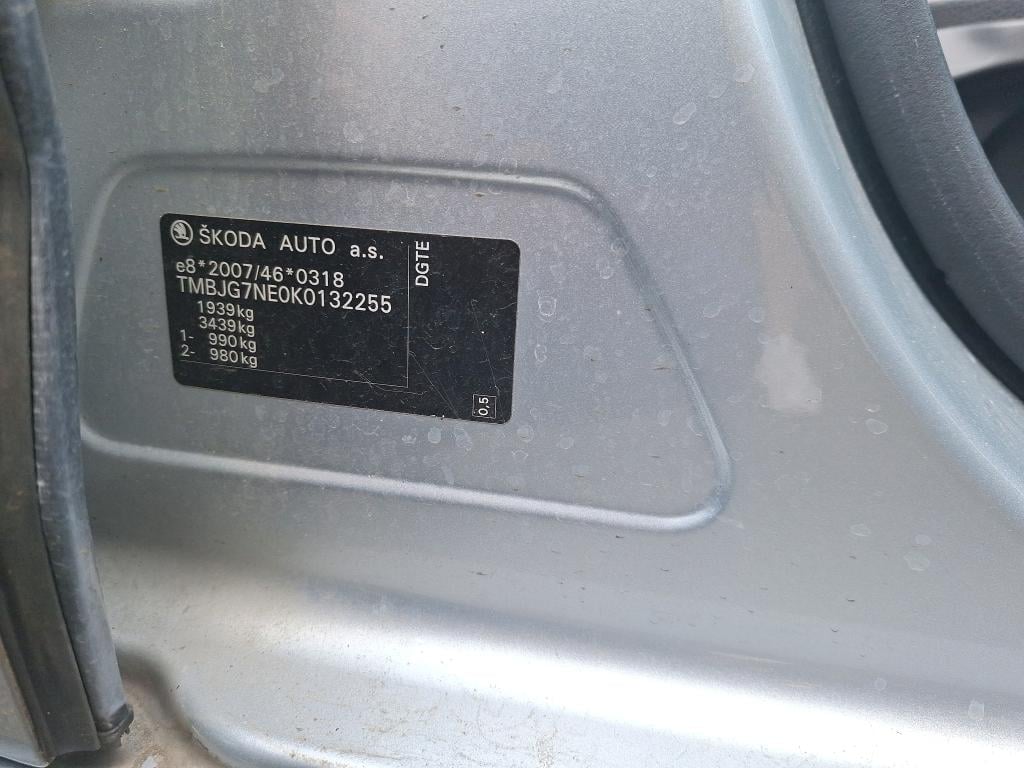 ŠKODA AUTO a.s.
e8*2007/46*0318
TMBJG7NE0K0132255
1939kg
3439kg
1- 990kg
2- 980kg
DGTE
0,5